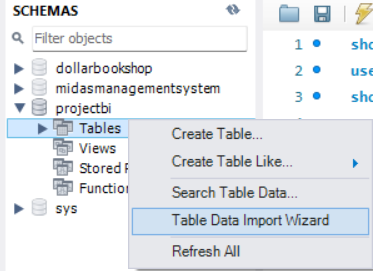 SCHEMAS
Filter objects
dollarbookshop
midasmanagementsystem
projectbi
Tables
Views
Stored
Function
sys
1
sho
2
use
3
sho
Create Table...
Create Table Like...
Search Table Data...
Table Data Import Wizard
Refresh All